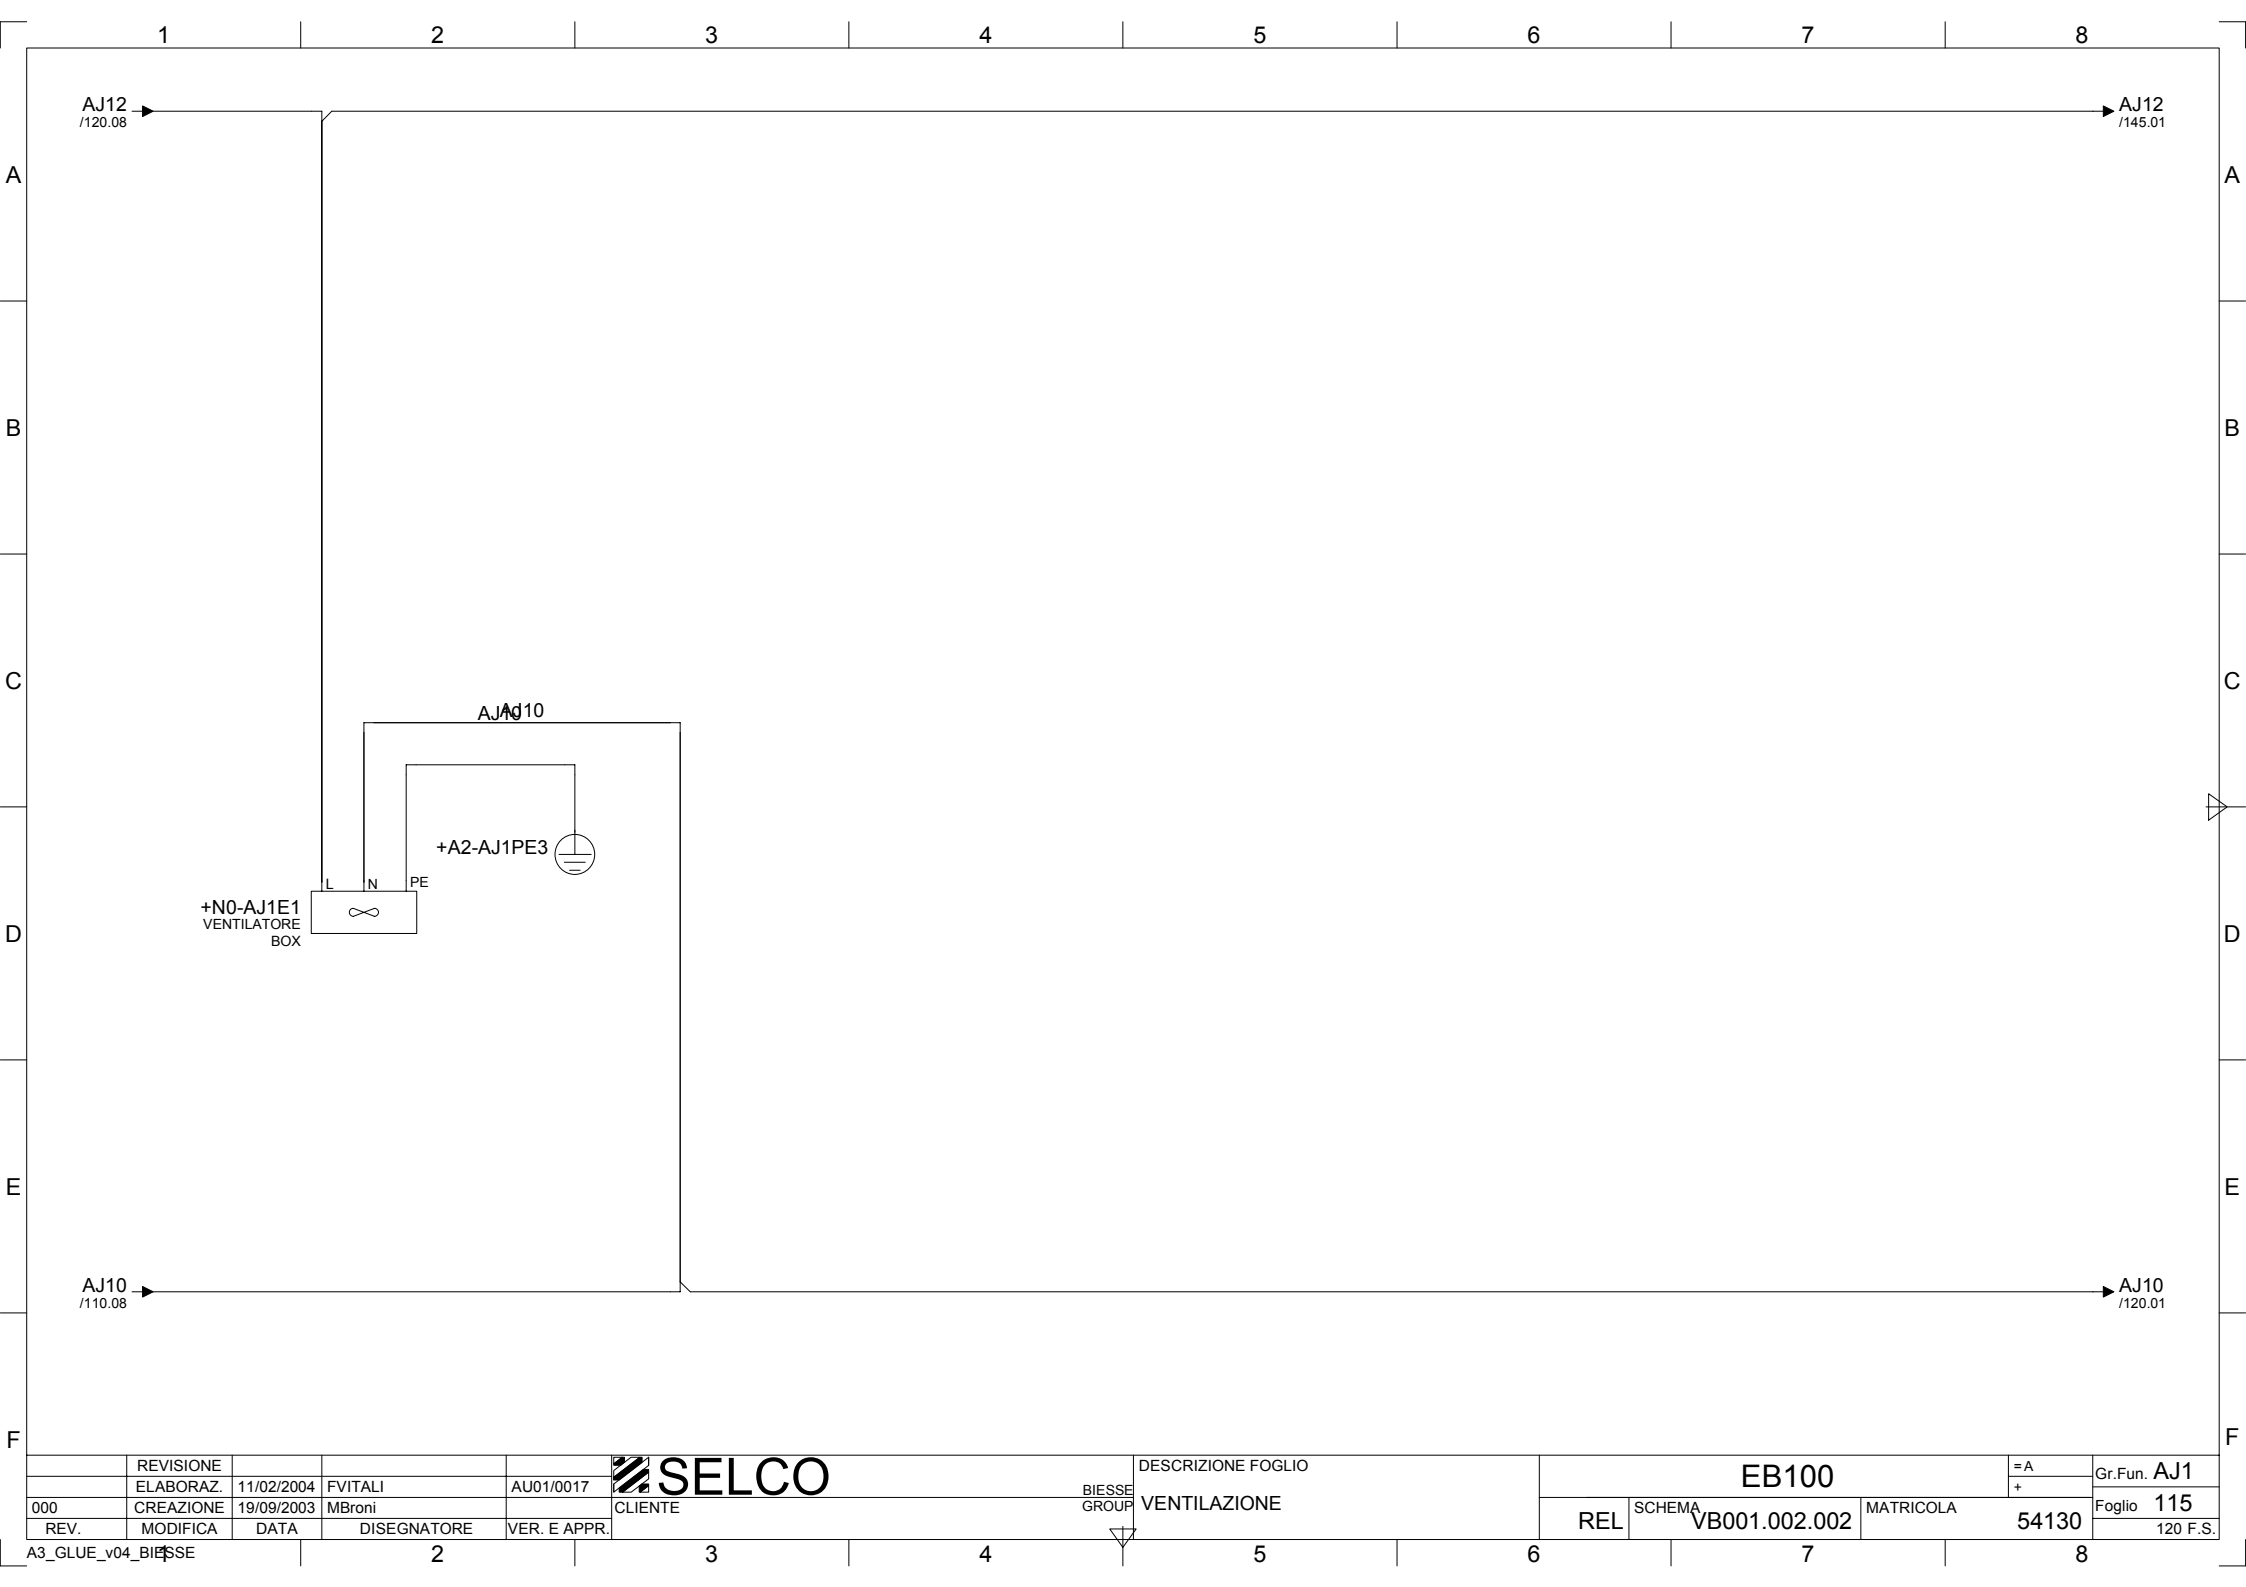 1 2 3 4 5 6 7 8
AJ12 AJ12
/120.08 /145.01
A A
B B
C C
AJ10 AJ10
+A2-AJ1PE3
L N PE
+N0-AJ1E1
VENTILATORE
BOX
D D
E E
AJ10 AJ10
/110.08 /120.01
F F
REVISIONE
ELABORAZ. 11/02/2004 FVITALI AU01/0017
000 CREAZIONE 19/09/2003 MBroni
REV. MODIFICA DATA DISEGNATORE VER. E APPR.
SELCO
CLIENTE
BIESSE
GROUP
DESCRIZIONE FOGLIO
VENTILAZIONE
EB100
REL SCHEMA VB001.002.002 MATRICOLA 54130
=A
+
Gr.Fun. AJ1
Foglio 115
120 F.S.
A3_GLUE_v04_BIESSE
1 2 3 4 5 6 7 8